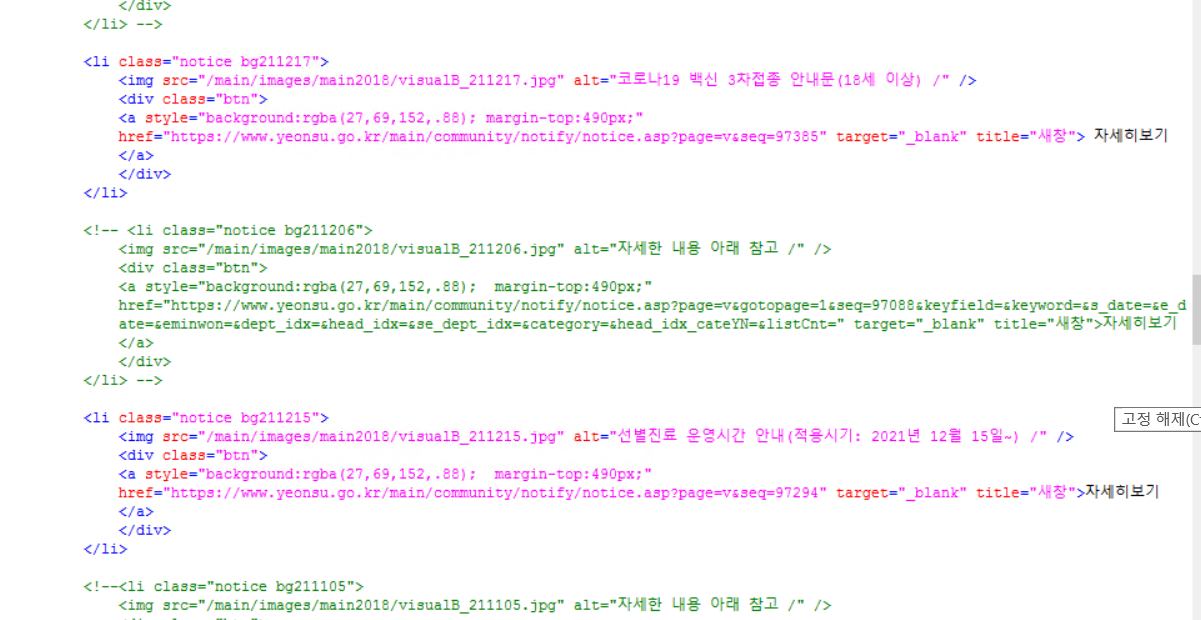 </div>
</li> -->
<li class="notice bg211217">
<img src="/main/images/main2018/visualB_211217.jpg" alt="코로나19 백신 3차접종 안내문(18세 이상) /" />
<div class="btn">
<a style="background:rgba(27,69,152,.88); margin-top:490px;"
href="https://www.yeonsu.go.kr/main/community/notify/notice.asp?page=v&seq=97385" target="_blank" title="새창"> 자세히보기
</a>
</div>
</li>
<!-- <li class="notice bg211206">
<img src="/main/images/main2018/visualB_211206.jpg" alt="자세한 내용 아래 참고 /" />
<div class="btn">
<a style="background:rgba(27,69,152,.88);  margin-top:490px;"
href="https://www.yeonsu.go.kr/main/community/notify/notice.asp?page=v&gotopage=1&seq=97088&keyfield=&keyword=&s_date=&e_d
ate=&eminwon=&dept_idx=&head_idx=&se_dept_idx=&category=&head_idx_cateYN=&listCnt=" target="_blank" title="새창">자세히보기
</a>
</div>
</li> -->
<li class="notice bg211215">
고정 해제(C
<img src="/main/images/main2018/visualB_211215.jpg" alt="선별진료 운영시간 안내(적용시기: 2021년 12월 15일~) /" />
<div class="btn">
<a style="background:rgba(27,69,152,.88);  margin-top:490px;"
href="https://www.yeonsu.go.kr/main/community/notify/notice.asp?page=v&seq=97294" target="_blank" title="새창">자세히보기
</a>
</div>
</li>
<!--<li class="notice bg211105">
<img src="/main/images/main2018/visualB_211105.jpg" alt="자세한 내용 아래 참고 /" />